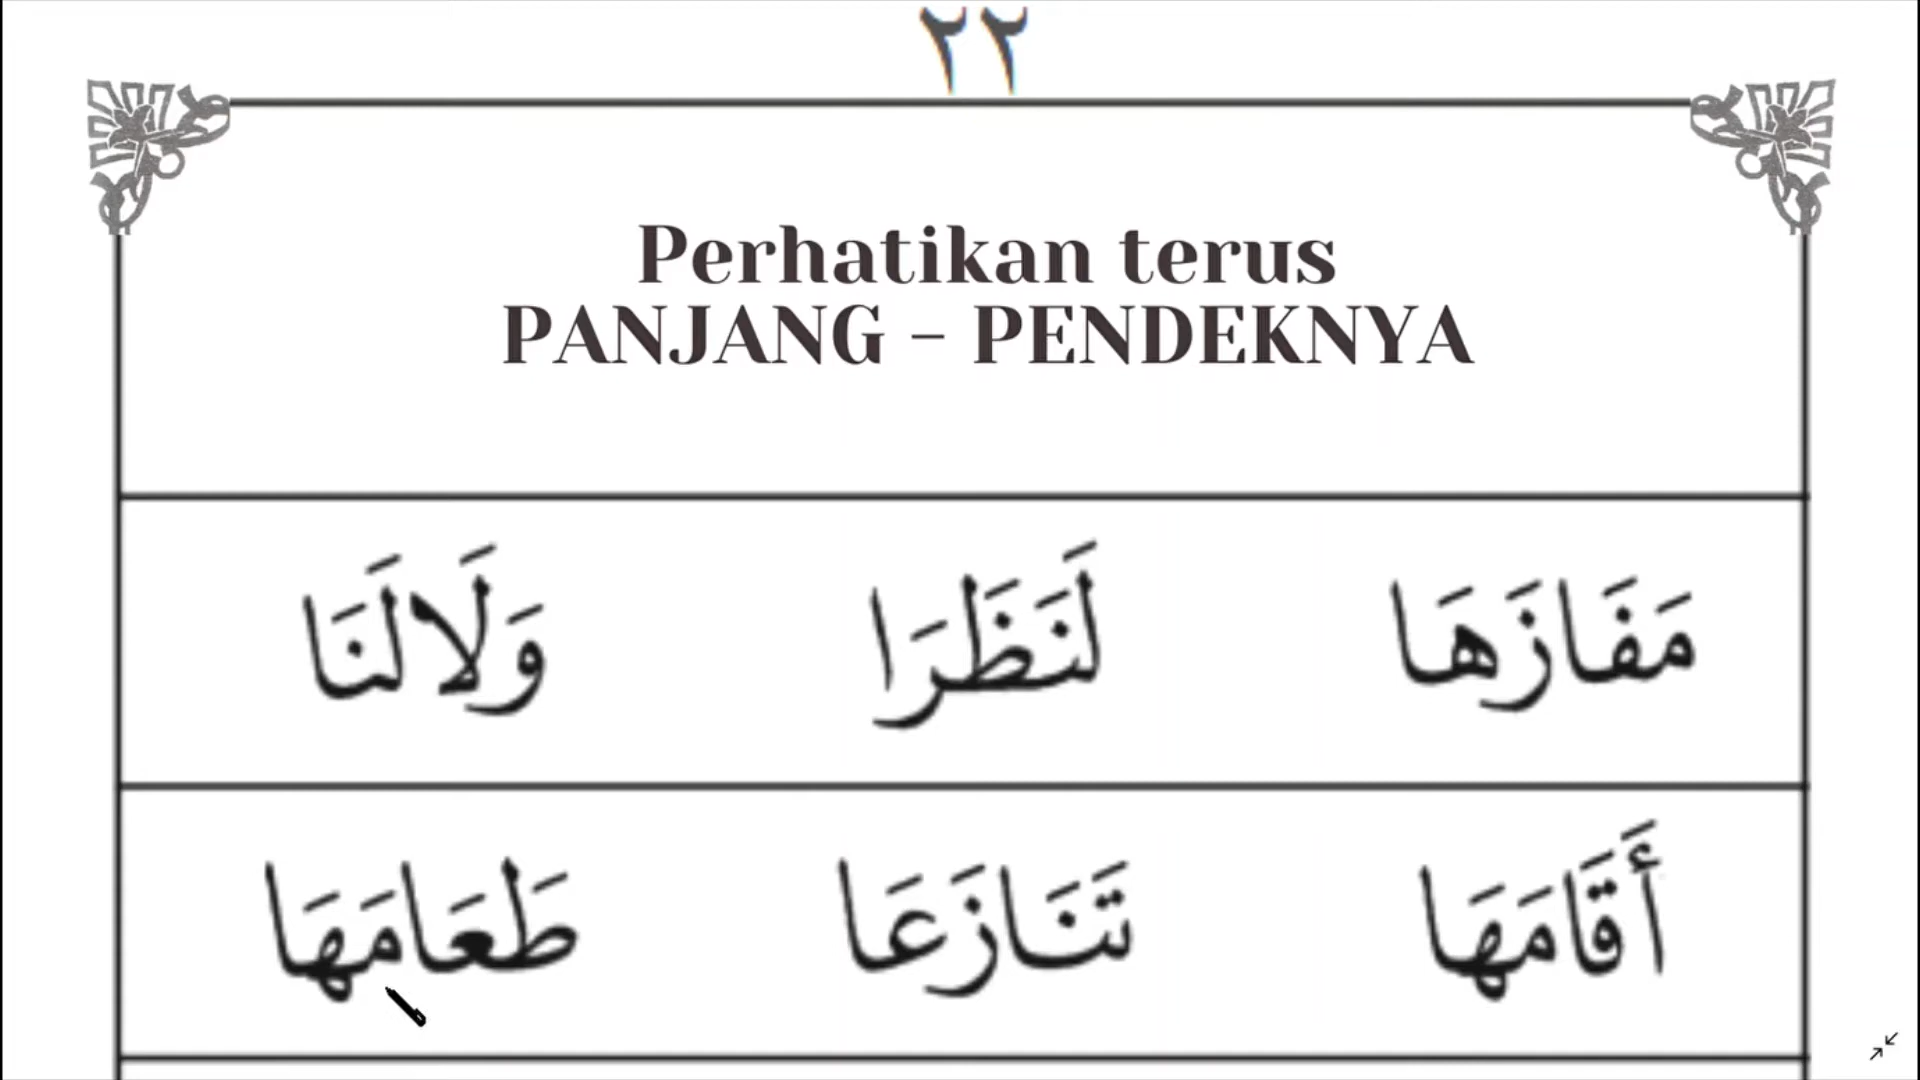 ٢٢
Perhatikan terus
PANJANG – PENDEKNYA
مَفَازَهَا لَنَظَرَا وَلَالَنَا
أَقَامَهَا تَنَازَعَا طَعَامَهَا